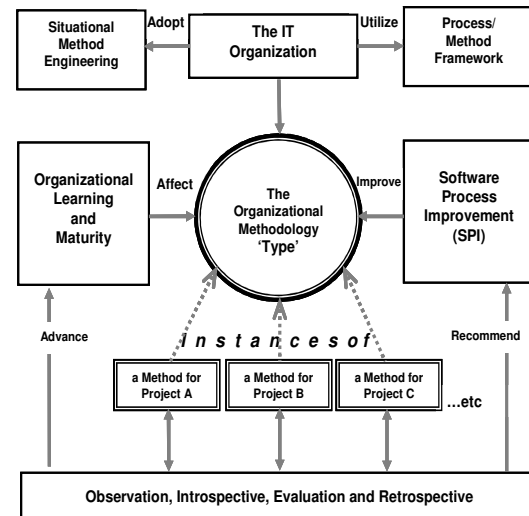 Situational
Method
Engineering
Adopt
The IT
Organization
Utilize
Process/
Method
Framework
Organizational
Learning
and
Maturity
Affect
The
Organizational
Methodology
'Type'
Improve
Software
Process
Improvement
(SPI)
Advance
Instances of
Recommend
a Method for
Project A
a Method for
Project B
a Method for
Project C
...etc
Observation, Introspective, Evaluation and Retrospective